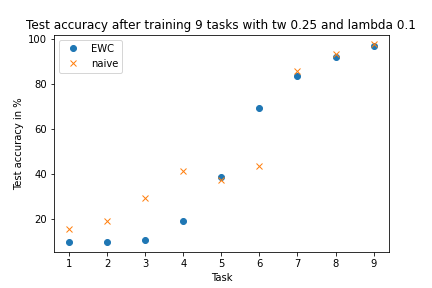 Test accuracy after training 9 tasks with tw 0.25 and lambda 0.1
EWC
naive
Test accuracy in %
100
80
60
40
20
1 2 3 4 5 6 7 8 9
Task